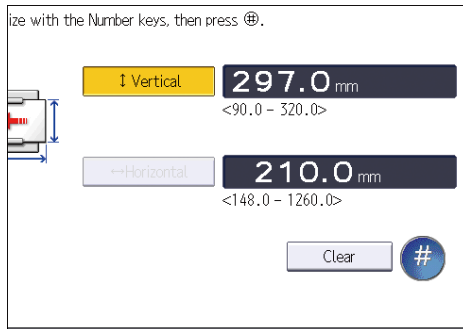 ize with the Number keys, then press ⊕.
↕ Vertical
297.0 mm
<90.0 – 320.0>
↔Horizontal
210.0 mm
<148.0 – 1260.0>
Clear
#